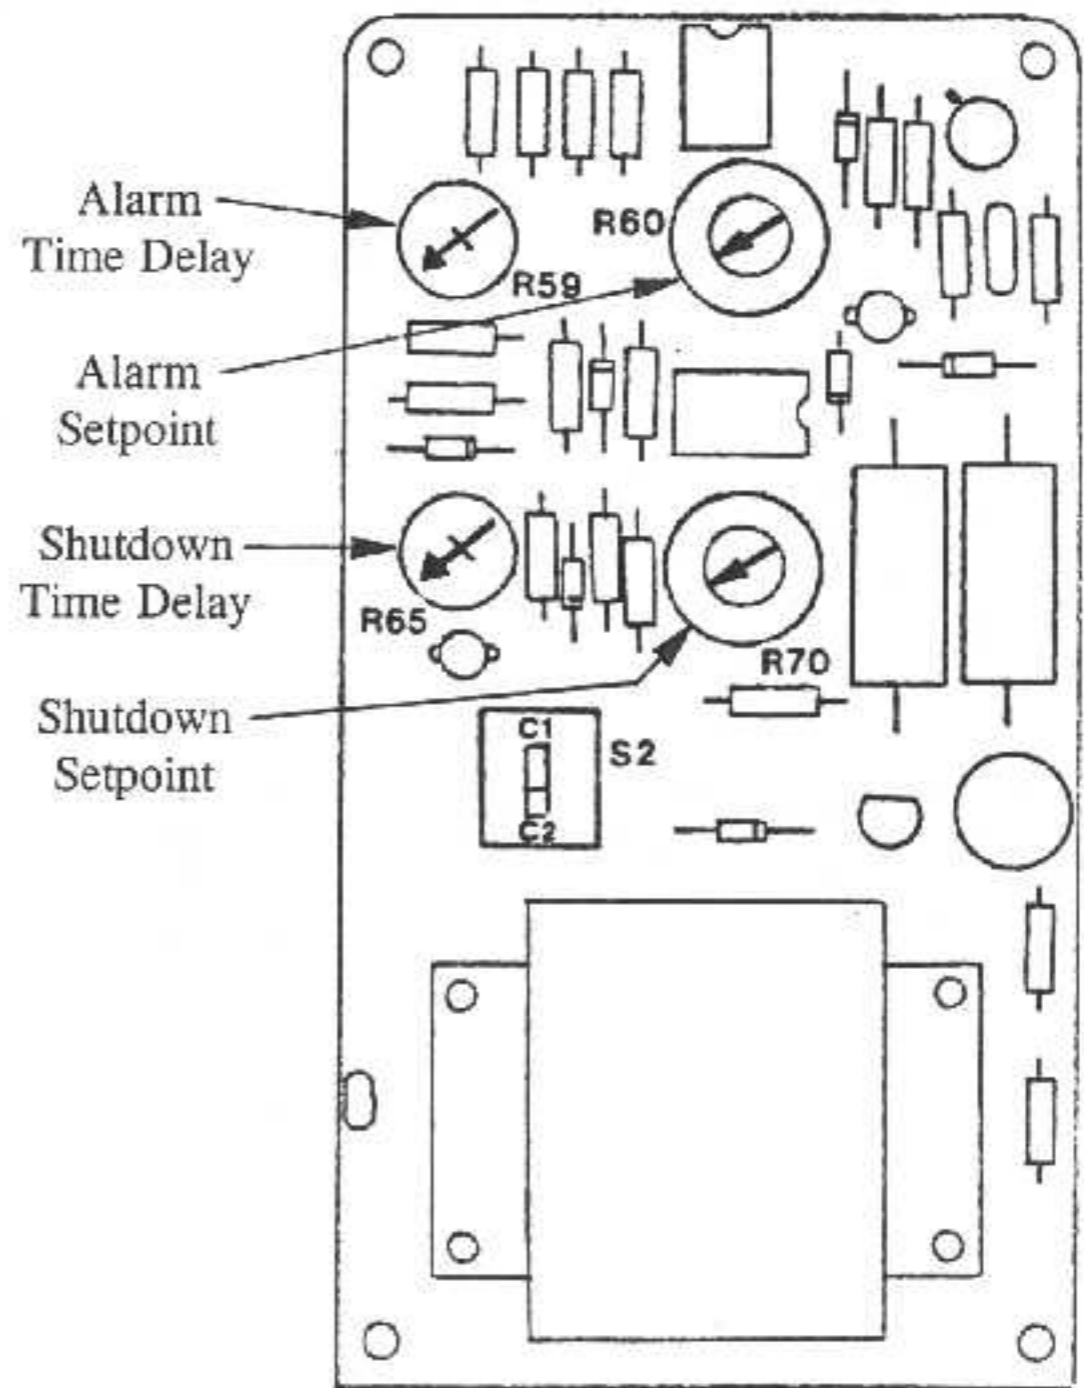 Alarm
Time Delay
R59
R60
Alarm
Setpoint
Shutdown
Time Delay
R65
R70
Shutdown
Setpoint
C1
S2
C2